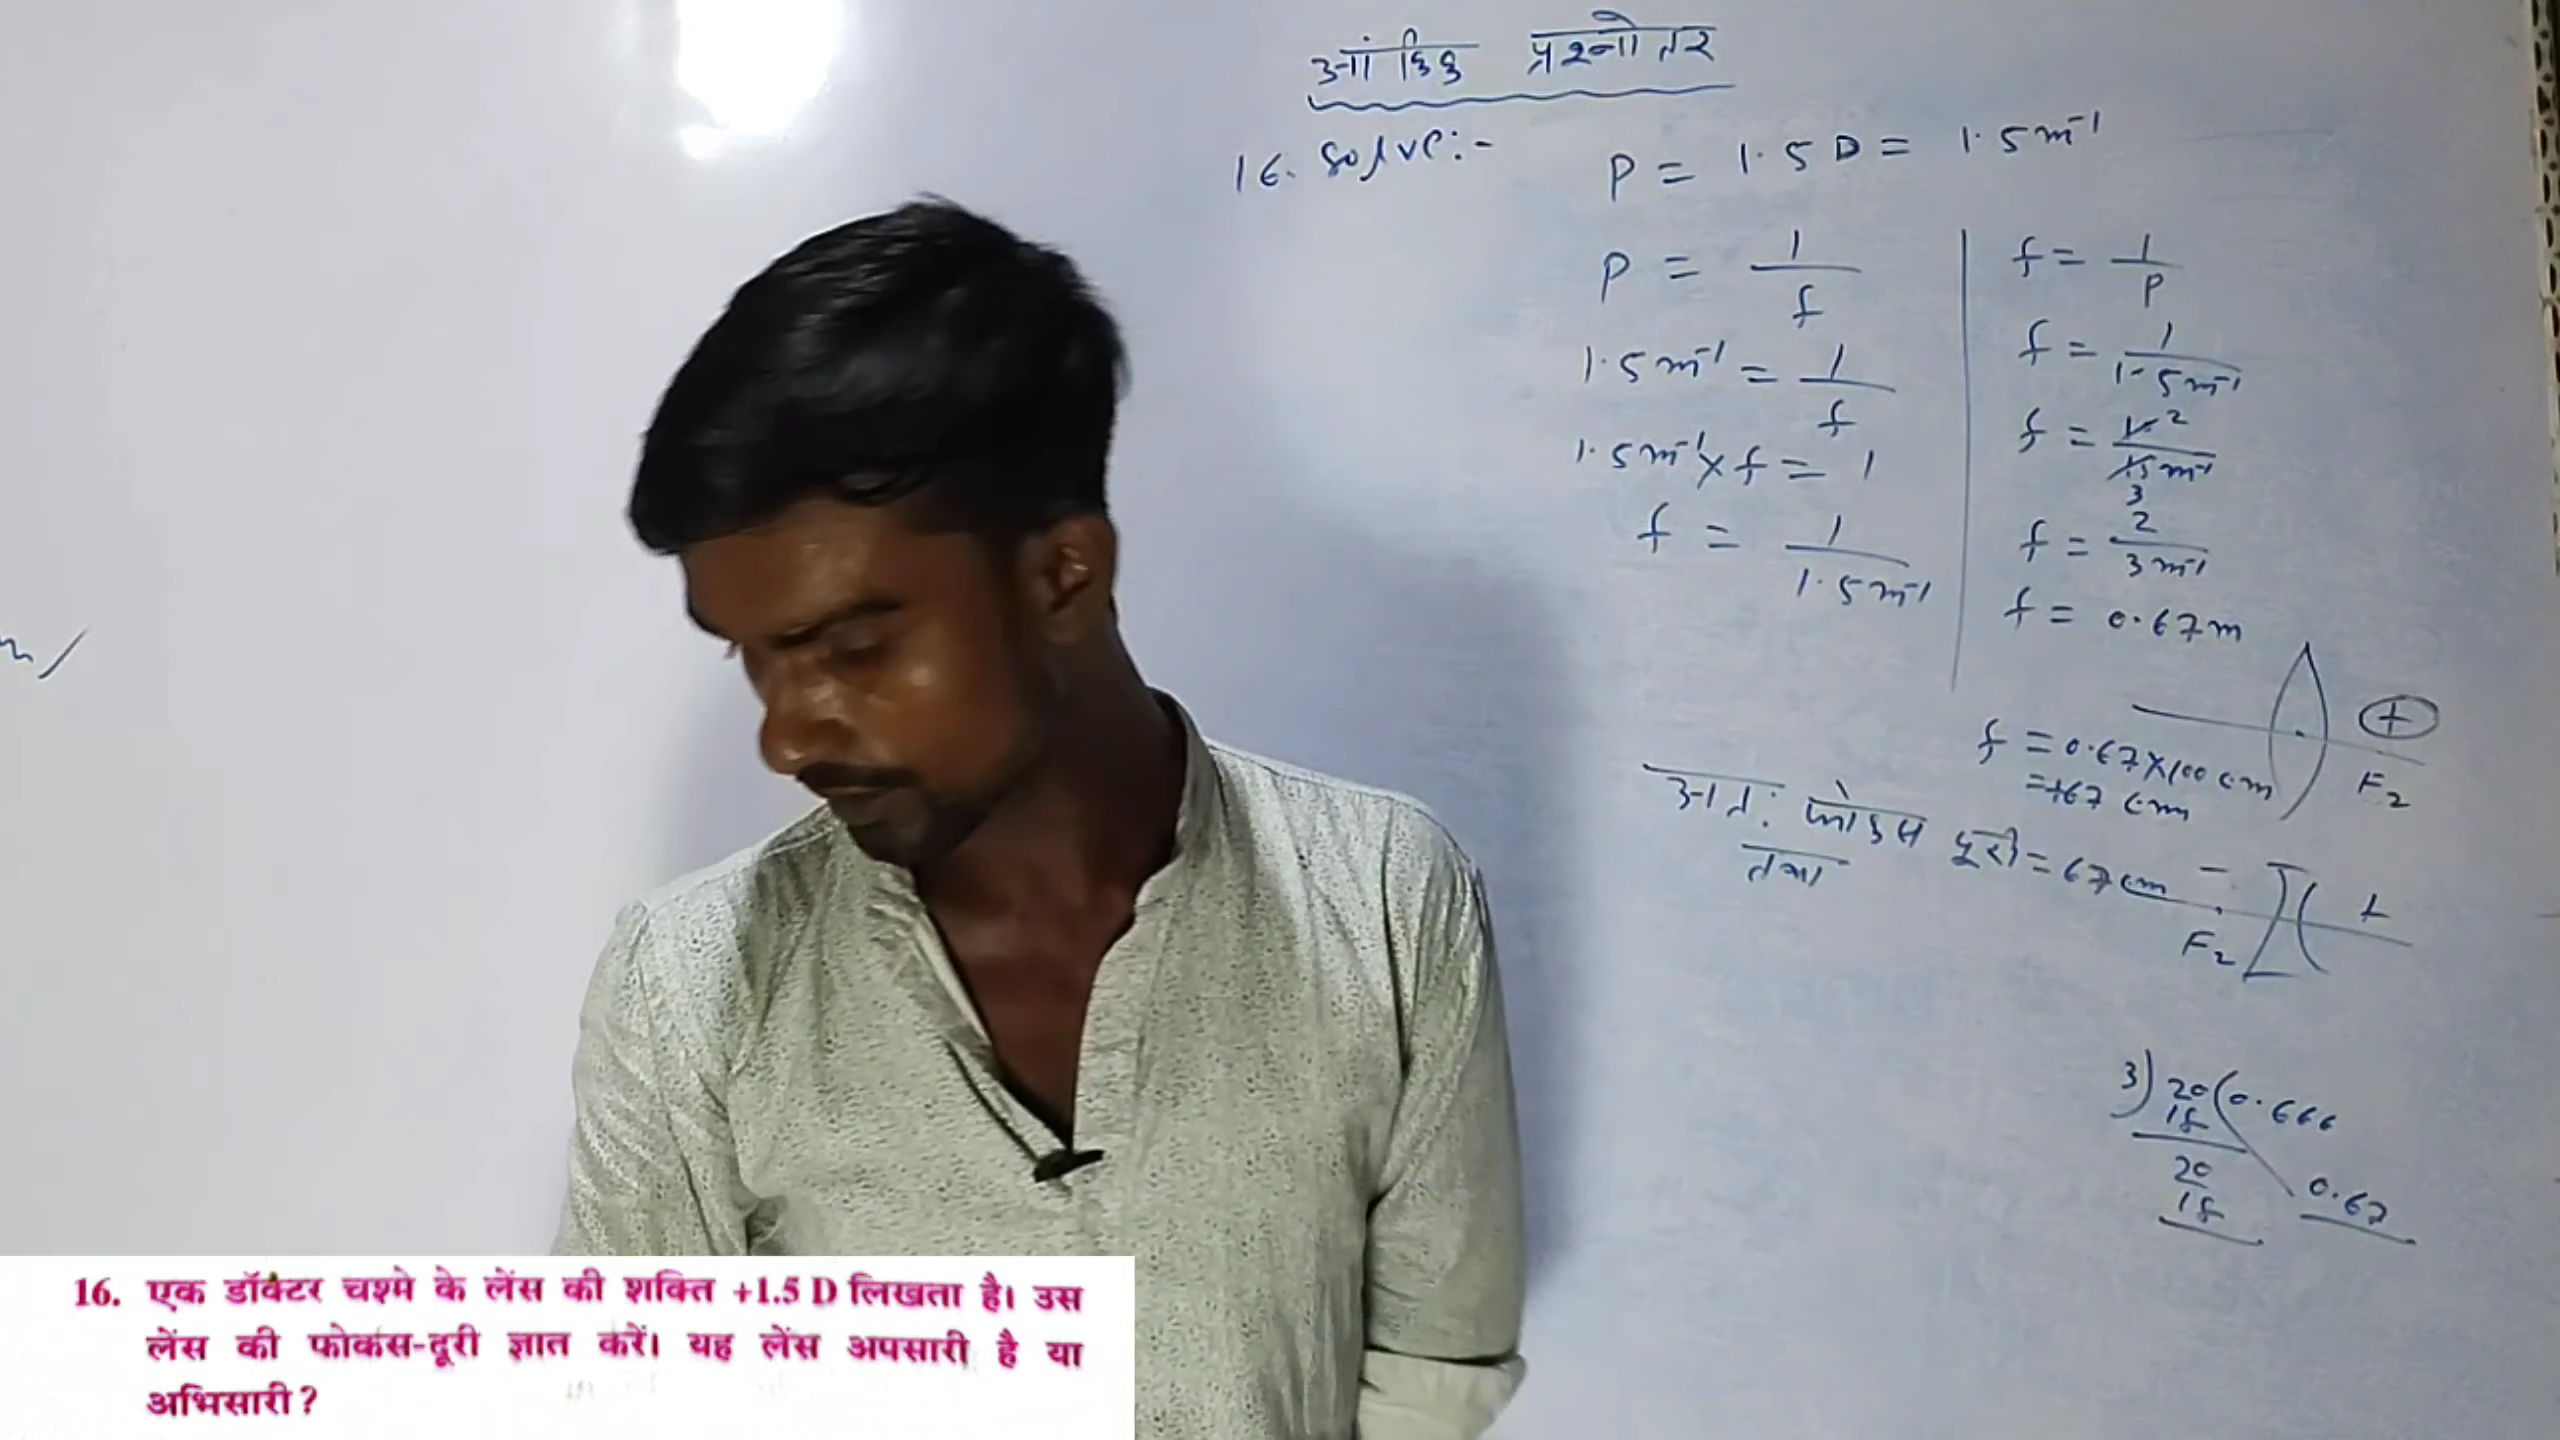 आंकिक प्रश्नोतर
16. Solve:-
P = 1.5 D = 1.5 m⁻¹
P = 1/f
1.5 m⁻¹ = 1/f
1.5 m⁻¹ × f = 1
f = 1/1.5 m⁻¹
f = 1/P
f = 1/1.5 m⁻¹
f = 2/3 m⁻¹
f = 0.67 m
+
F₂
f = 0.67 × 100 cm
= +67 cm
अतः फोकस दूरी = 67 cm
तथा
-
+
F₂
3) 20 ( 0.666
18
20
18
0.67
16. एक डॉक्टर चश्मे के लेंस की शक्ति +1.5 D लिखता है। उस
लेंस की फोकस-दूरी ज्ञात करें। यह लेंस अपसारी है या
अभिसारी ?